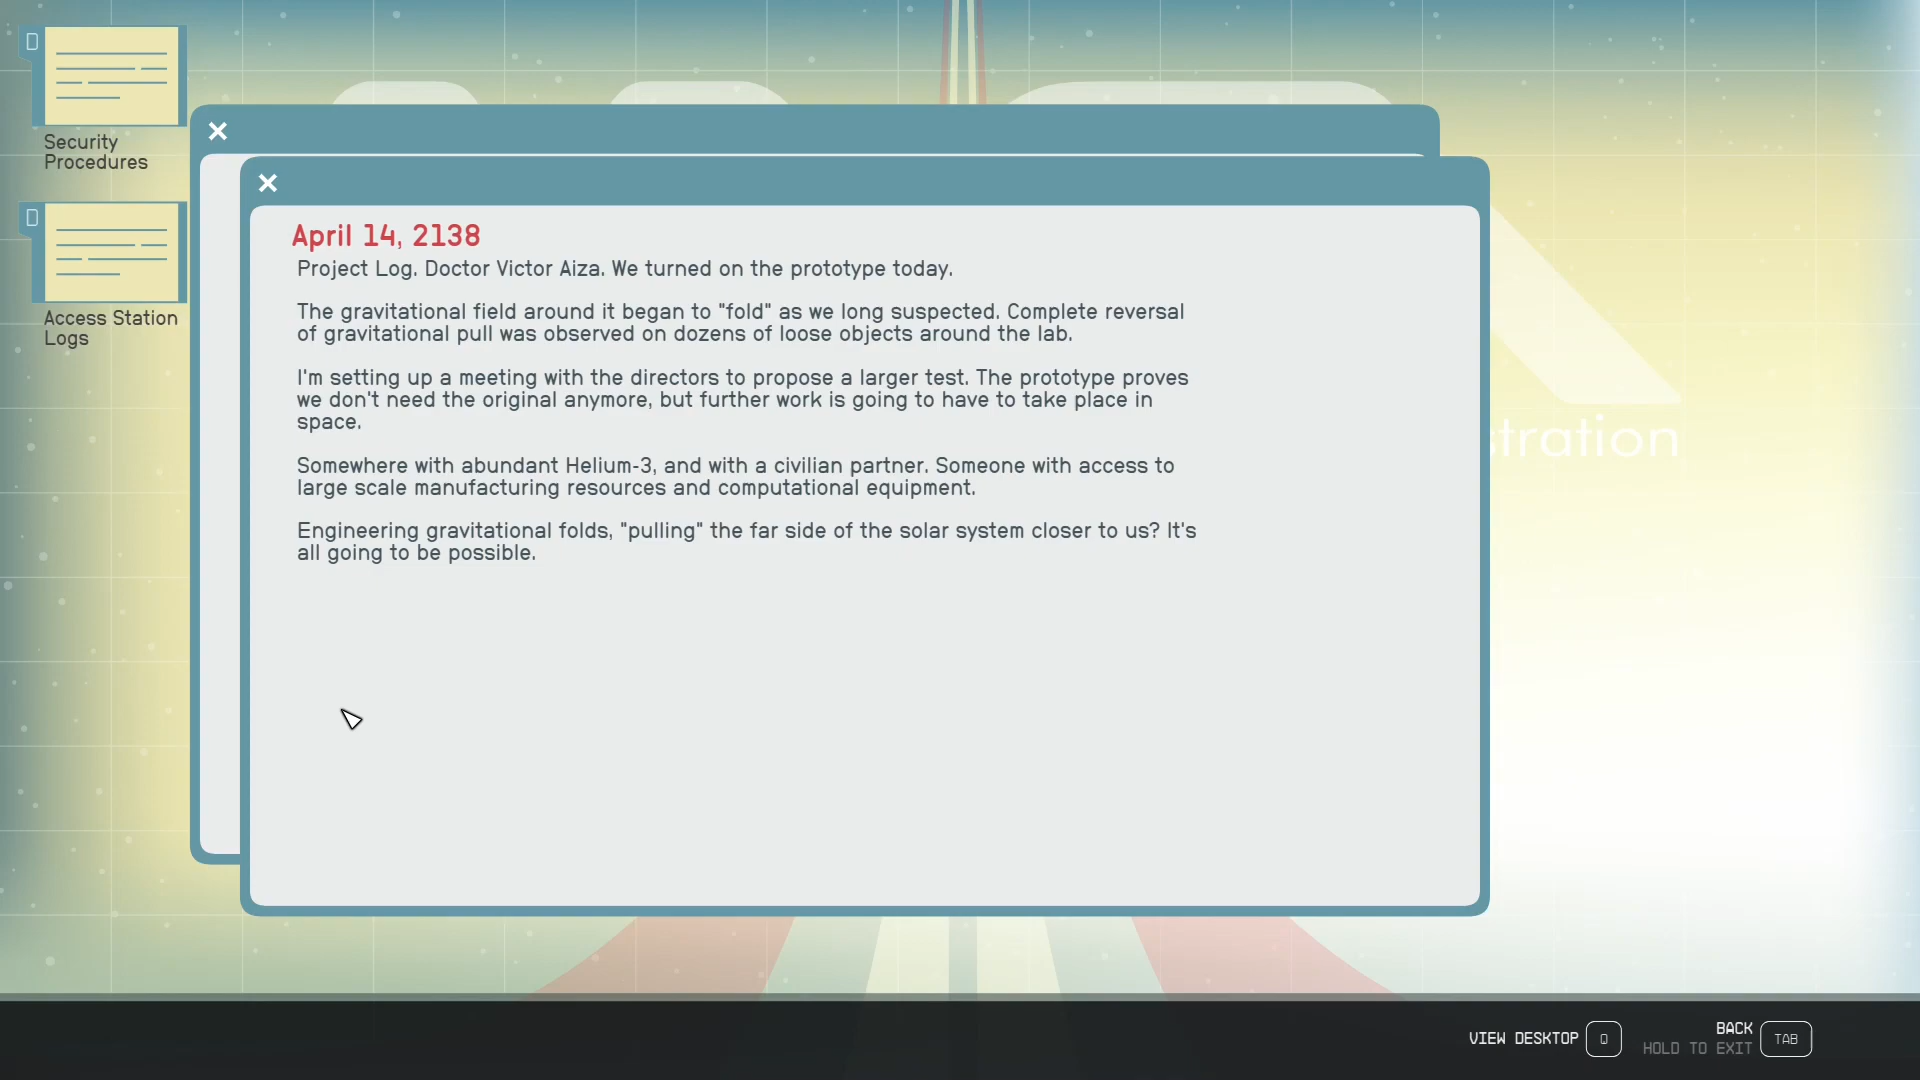 Security
Procedures
Access Station
Logs
April 14, 2138
Project Log. Doctor Victor Aiza. We turned on the prototype today.
The gravitational field around it began to "fold" as we long suspected. Complete reversal
of gravitational pull was observed on dozens of loose objects around the lab.
I'm setting up a meeting with the directors to propose a larger test. The prototype proves
we don't need the original anymore, but further work is going to have to take place in
space.
Somewhere with abundant Helium-3, and with a civilian partner. Someone with access to
large scale manufacturing resources and computational equipment.
Engineering gravitational folds, "pulling" the far side of the solar system closer to us? It's
all going to be possible.
stration
VIEW DESKTOP Q
BACK
HOLD TO EXIT TAB